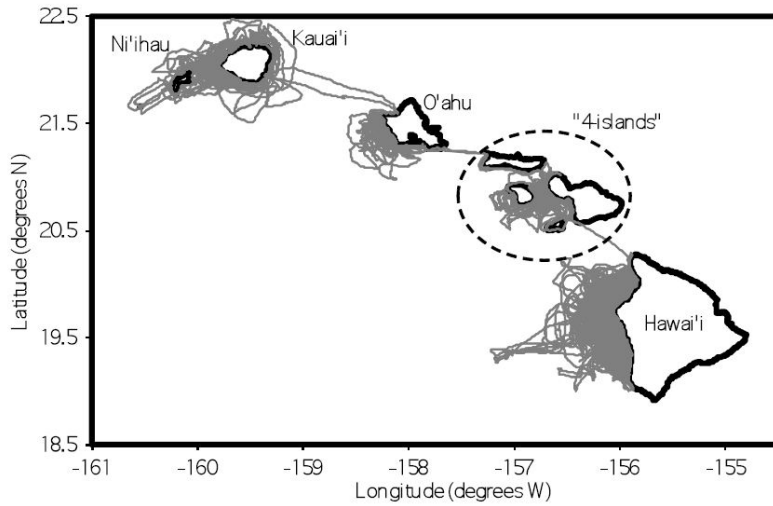 22.5
Ni'ihau
Kauai'i
O'ahu
21.5
"4-islands"
Latitude (degrees N)
20.5
19.5
Hawai'i
18.5
-161
-160
-159
-158
-157
-156
-155
Longitude (degrees W)